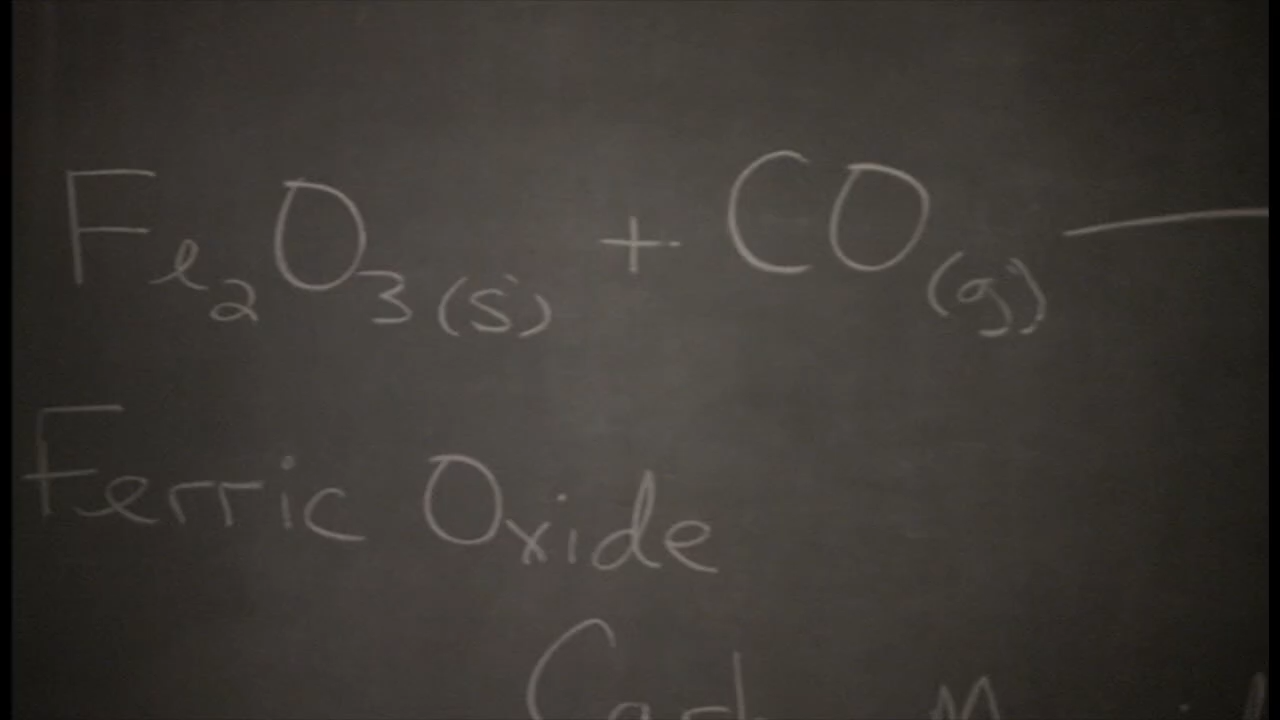 Fe₂O₃(s) + CO(g)
Ferric Oxide